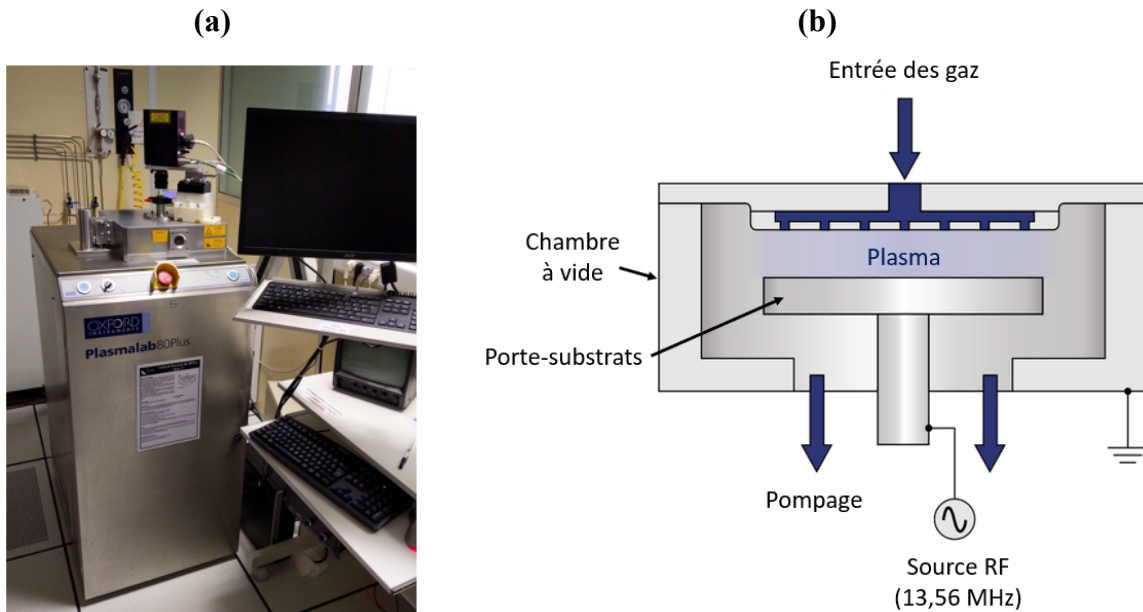 (a)
(b)
OXFORD
INSTRUMENTS
Plasmalab80Plus
Entrée des gaz
Chambre
à vide
Plasma
Porte-substrats
Pompage
Source RF
(13,56 MHz)